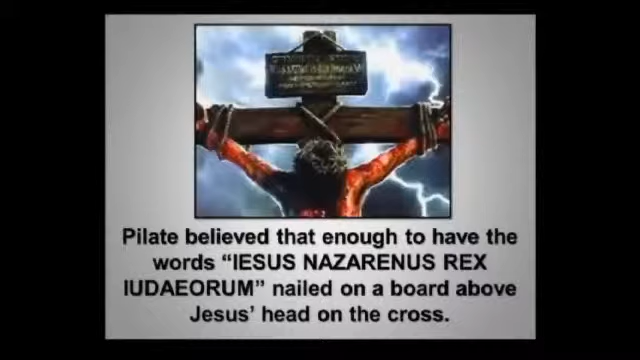 Pilate believed that enough to have the
words “IESUS NAZARENUS REX
IUDAEORUM” nailed on a board above
Jesus’ head on the cross.